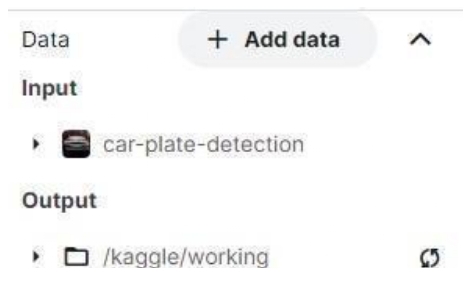 Data + Add data
Input
car-plate-detection
Output
/kaggle/working